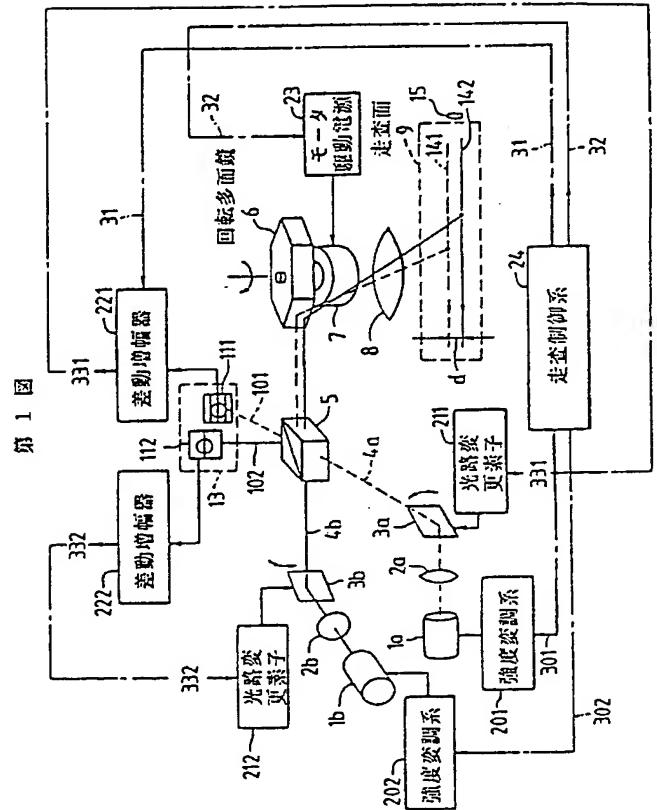 第 1 図
31
32
331
332
差動増幅器
221
差動増幅器
222
112
111
101
102
13
5
回転多面鏡
6
7
8
モータ
駆動電源
23
32
走査面
9
15
141
142
d
31
32
24
走査制御系
4a
4b
3a
3b
2a
2b
1a
1b
光路変
更素子
211
331
光路変
更素子
212
332
強度変調系
201
301
強度変調系
202
302